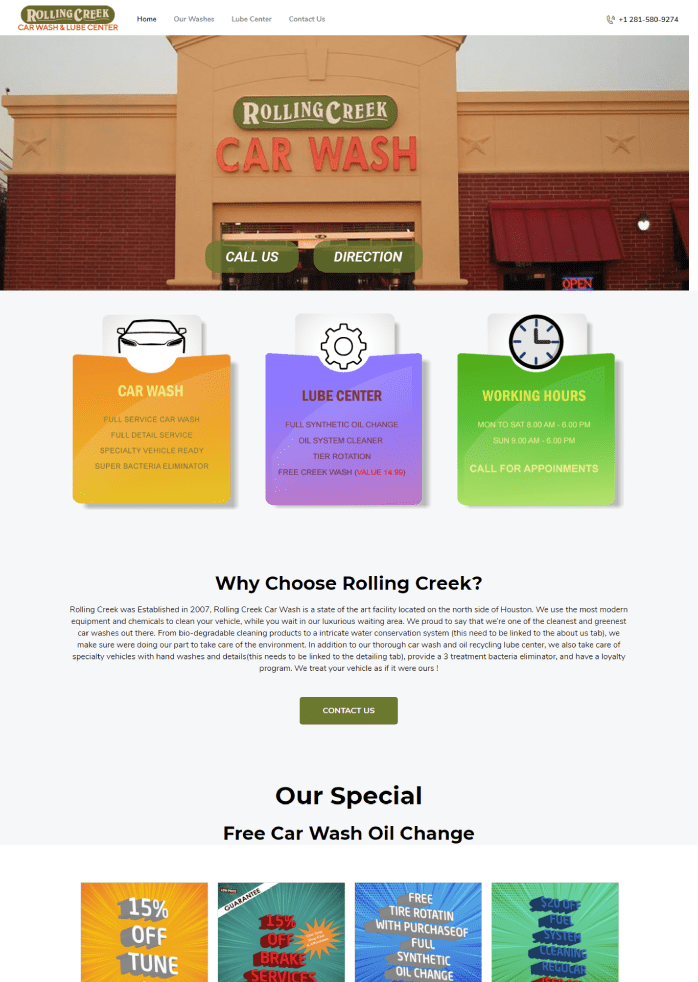 ROLLING CREEK
CAR WASH & LUBE CENTER
Home Our Washes Lube Center Contact Us
+1 281-580-9274
ROLLING CREEK
CAR WASH
CALL US DIRECTION
OPEN
CAR WASH
FULL SERVICE CAR WASH
FULL DETAIL SERVICE
SPECIALTY VEHICLE READY
SUPER BACTERIA ELIMINATOR
LUBE CENTER
FULL SYNTHETIC OIL CHANGE
OIL SYSTEM CLEANER
TIER ROTATION
FREE CREEK WASH (VALUE 14.99)
WORKING HOURS
MON TO SAT 8.00 AM - 6.00 PM
SUN 9.00 AM - 6.00 PM
CALL FOR APPOINMENTS
Why Choose Rolling Creek?
Rolling Creek was Established in 2007, Rolling Creek Car Wash is a state of the art facility located on the north side of Houston. We use the most modern
equipment and chemicals to clean your vehicle, while you wait in our luxurious waiting area. We proud to say that we're one of the cleanest and greenest
car washes out there. From bio-degradable cleaning products to a intricate water conservation system (this need to be linked to the about us tab), we
make sure were doing our part to take care of the environment. In addition to our thorough car wash and oil recycling lube center, we also take care of
specialty vehicles with hand washes and details(this needs to be linked to the detailing tab), provide a 3 treatment bacteria eliminator, and have a loyalty
program. We treat your vehicle as if it were ours !
CONTACT US
Our Special
Free Car Wash Oil Change
15%
OFF
TUNE
GUARANTEE
15%
OFF
BRAKE
SERVICES
FREE
TIRE ROTATIN
WITH PURCHASEOF
FULL
SYNTHETIC
OIL CHANGE
$20 OFF
FUEL
SYSTEM
CLEANING
REGULAR